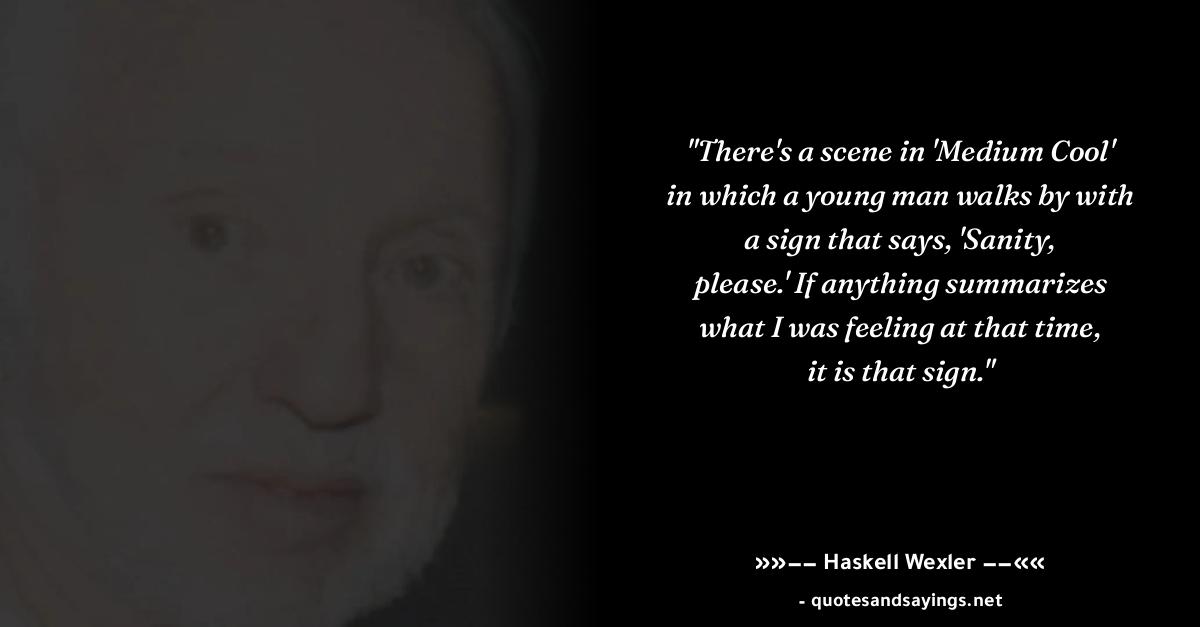 "There's a scene in 'Medium Cool'
in which a young man walks by with
a sign that says, 'Sanity,
please.' If anything summarizes
what I was feeling at that time,
it is that sign."
»»−− Haskell Wexler −−««
- quotesandsayings.net